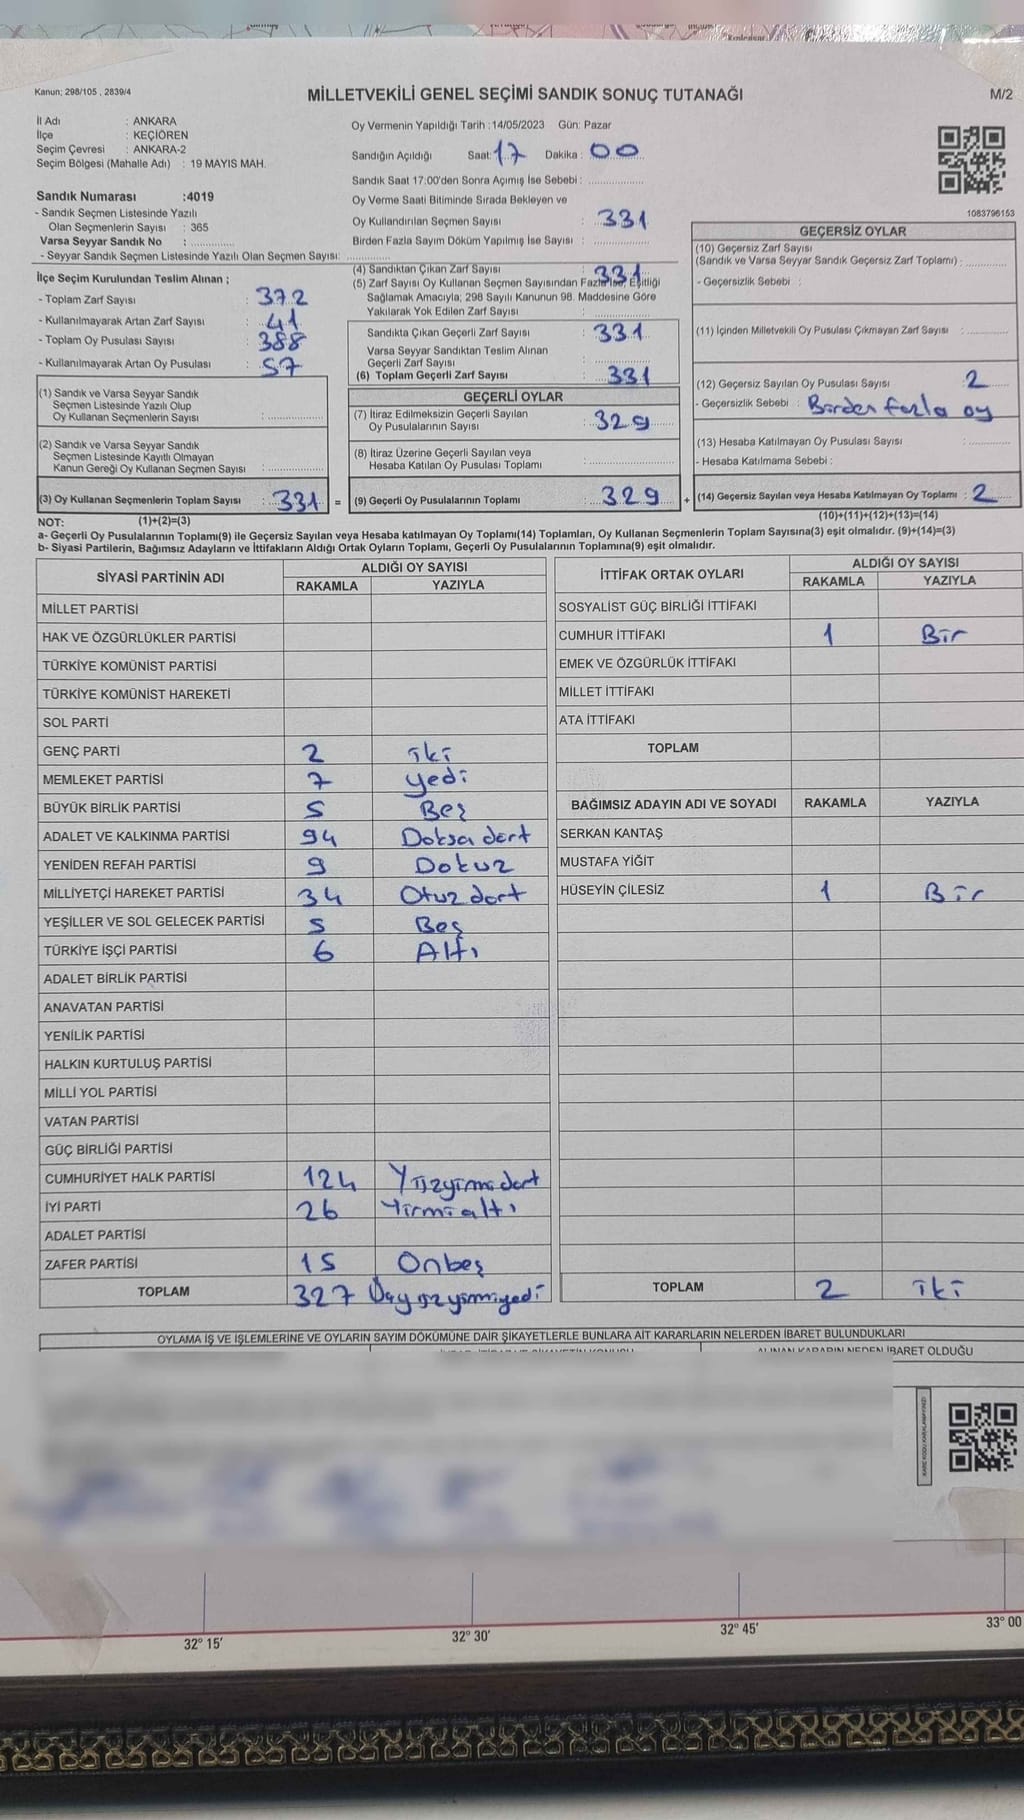 Kanun; 298/105 , 2839/4
MİLLETVEKİLİ GENEL SEÇİMİ SANDIK SONUÇ TUTANAĞI
M/2
İl Adı : ANKARA
İlçe : KEÇİÖREN
Seçim Çevresi : ANKARA-2
Seçim Bölgesi (Mahalle Adı) : 19 MAYIS MAH.
Sandık Numarası :4019
- Sandık Seçmen Listesinde Yazılı
Olan Seçmenlerin Sayısı : 365
Varsa Seyyar Sandık No :
- Seyyar Sandık Seçmen Listesinde Yazılı Olan Seçmen Sayısı:
İlçe Seçim Kurulundan Teslim Alınan ;
- Toplam Zarf Sayısı : 372
- Kullanılmayarak Artan Zarf Sayısı : 41
- Toplam Oy Pusulası Sayısı : 388
- Kullanılmayarak Artan Oy Pusulası : 57
(1) Sandık ve Varsa Seyyar Sandık
Seçmen Listesinde Yazılı Olup
Oy Kullanan Seçmenlerin Sayısı :
(2) Sandık ve Varsa Seyyar Sandık
Seçmen Listesinde Kayıtlı Olmayan
Kanun Gereği Oy Kullanan Seçmen Sayısı :
(3) Oy Kullanan Seçmenlerin Toplam Sayısı : 331 =
Oy Vermenin Yapıldığı Tarih :14/05/2023 Gün: Pazar
Sandığın Açıldığı Saat: 17 Dakika : 00
Sandık Saat 17:00'den Sonra Açımış İse Sebebi :
Oy Verme Saati Bitiminde Sırada Bekleyen ve
Oy Kullandırılan Seçmen Sayısı : 331
Birden Fazla Sayım Döküm Yapılmış İse Sayısı :
(4) Sandıktan Çıkan Zarf Sayısı : 331
(5) Zarf Sayısı Oy Kullanan Seçmen Sayısından Fazla İse, Eşitliği
Sağlamak Amacıyla; 298 Sayılı Kanunun 98. Maddesine Göre
Yakılarak Yok Edilen Zarf Sayısı :
Sandıkta Çıkan Geçerli Zarf Sayısı : 331
Varsa Seyyar Sandıktan Teslim Alınan
Geçerli Zarf Sayısı :
(6) Toplam Geçerli Zarf Sayısı : 331
GEÇERLİ OYLAR
(7) İtiraz Edilmeksizin Geçerli Sayılan
Oy Pusulalarının Sayısı : 329
(8) İtiraz Üzerine Geçerli Sayılan veya
Hesaba Katılan Oy Pusulası Toplamı :
(9) Geçerli Oy Pusulalarının Toplamı : 329 +
1083796153
GEÇERSİZ OYLAR
(10) Geçersiz Zarf Sayısı
(Sandık ve Varsa Seyyar Sandık Geçersiz Zarf Toplamı) :
- Geçersizlik Sebebi :
(11) İçinden Milletvekili Oy Pusulası Çıkmayan Zarf Sayısı :
(12) Geçersiz Sayılan Oy Pusulası Sayısı : 2
- Geçersizlik Sebebi : Birden fazla oy
(13) Hesaba Katılmayan Oy Pusulası Sayısı :
- Hesaba Katılmama Sebebi :
(14) Geçersiz Sayılan veya Hesaba Katılmayan Oy Toplamı : 2
NOT: (1)+(2)=(3)
(10)+(11)+(12)+(13)=(14)
a- Geçerli Oy Pusulalarının Toplamı(9) ile Geçersiz Sayılan veya Hesaba katılmayan Oy Toplamı(14) Toplamları, Oy Kullanan Seçmenlerin Toplam Sayısına(3) eşit olmalıdır. (9)+(14)=(3)
b- Siyasi Partilerin, Bağımsız Adayların ve İttifakların Aldığı Ortak Oyların Toplamı, Geçerli Oy Pusulalarının Toplamına(9) eşit olmalıdır.
SİYASİ PARTİNİN ADI ALDIĞI OY SAYISI
RAKAMLA YAZIYLA
MİLLET PARTİSİ
HAK VE ÖZGÜRLÜKLER PARTİSİ
TÜRKİYE KOMÜNİST PARTİSİ
TÜRKİYE KOMÜNİST HAREKETİ
SOL PARTİ
GENÇ PARTİ 2 iki
MEMLEKET PARTİSİ 7 yedi
BÜYÜK BİRLİK PARTİSİ 5 Beş
ADALET VE KALKINMA PARTİSİ 94 Doksa dört
YENİDEN REFAH PARTİSİ 9 Dokuz
MİLLİYETÇİ HAREKET PARTİSİ 34 Otuz dört
YEŞİLLER VE SOL GELECEK PARTİSİ 5 Beş
TÜRKİYE İŞÇİ PARTİSİ 6 Altı
ADALET BİRLİK PARTİSİ
ANAVATAN PARTİSİ
YENİLİK PARTİSİ
HALKIN KURTULUŞ PARTİSİ
MİLLİ YOL PARTİSİ
VATAN PARTİSİ
GÜÇ BİRLİĞİ PARTİSİ
CUMHURİYET HALK PARTİSİ 124 Yüzyirmidört
İYİ PARTİ 26 Yirmialtı
ADALET PARTİSİ
ZAFER PARTİSİ 15 Onbeş
TOPLAM 327 Üçyüzyirmiyedi
İTTİFAK ORTAK OYLARI ALDIĞI OY SAYISI
RAKAMLA YAZIYLA
SOSYALİST GÜÇ BİRLİĞİ İTTİFAKI
CUMHUR İTTİFAKI 1 Bir
EMEK VE ÖZGÜRLÜK İTTİFAKI
MİLLET İTTİFAKI
ATA İTTİFAKI
TOPLAM
BAĞIMSIZ ADAYIN ADI VE SOYADI RAKAMLA YAZIYLA
SERKAN KANTAŞ
MUSTAFA YİĞİT
HÜSEYİN ÇİLESİZ 1 Bir
TOPLAM 2 iki
OYLAMA İŞ VE İŞLEMLERİNE VE OYLARIN SAYIM DÖKÜMÜNE DAİR ŞİKAYETLERLE BUNLARA AİT KARARLARIN NELERDEN İBARET BULUNDUKLARI
ALINAN KARARIN NEDEN İBARET OLDUĞU
32° 15' 32° 30' 32° 45' 33° 00